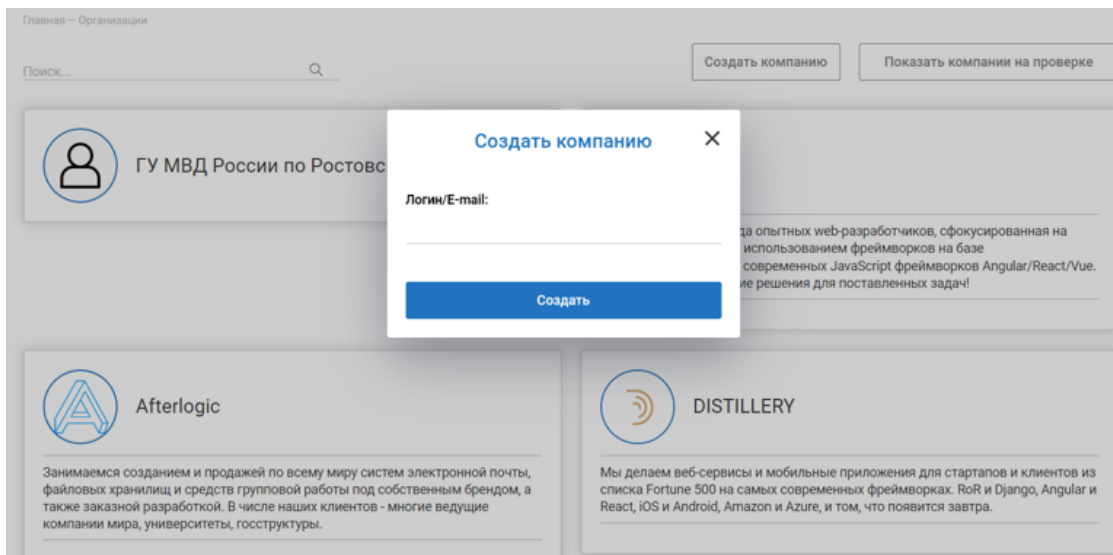 Главная — Организации
Поиск...
Создать компанию
Показать компании на проверке
ГУ МВД России по Ростовс
Создать компанию
Логин/E-mail:
Создать
опытных web-разработчиков, сфокусированная на
использованием фреймворков на базе
современных JavaScript фреймворков Angular/React/Vue.
решения для поставленных задач!
Afterlogic
Занимаемся созданием и продажей по всему миру систем электронной почты,
файловых хранилищ и средств групповой работы под собственным брендом, а
также заказной разработкой. В числе наших клиентов - многие ведущие
компании мира, университеты, госструктуры.
DISTILLERY
Мы делаем веб-сервисы и мобильные приложения для стартапов и клиентов из
списка Fortune 500 на самых современных фреймворках. RoR и Django, Angular и
React, iOS и Android, Amazon и Azure, и том, что появится завтра.